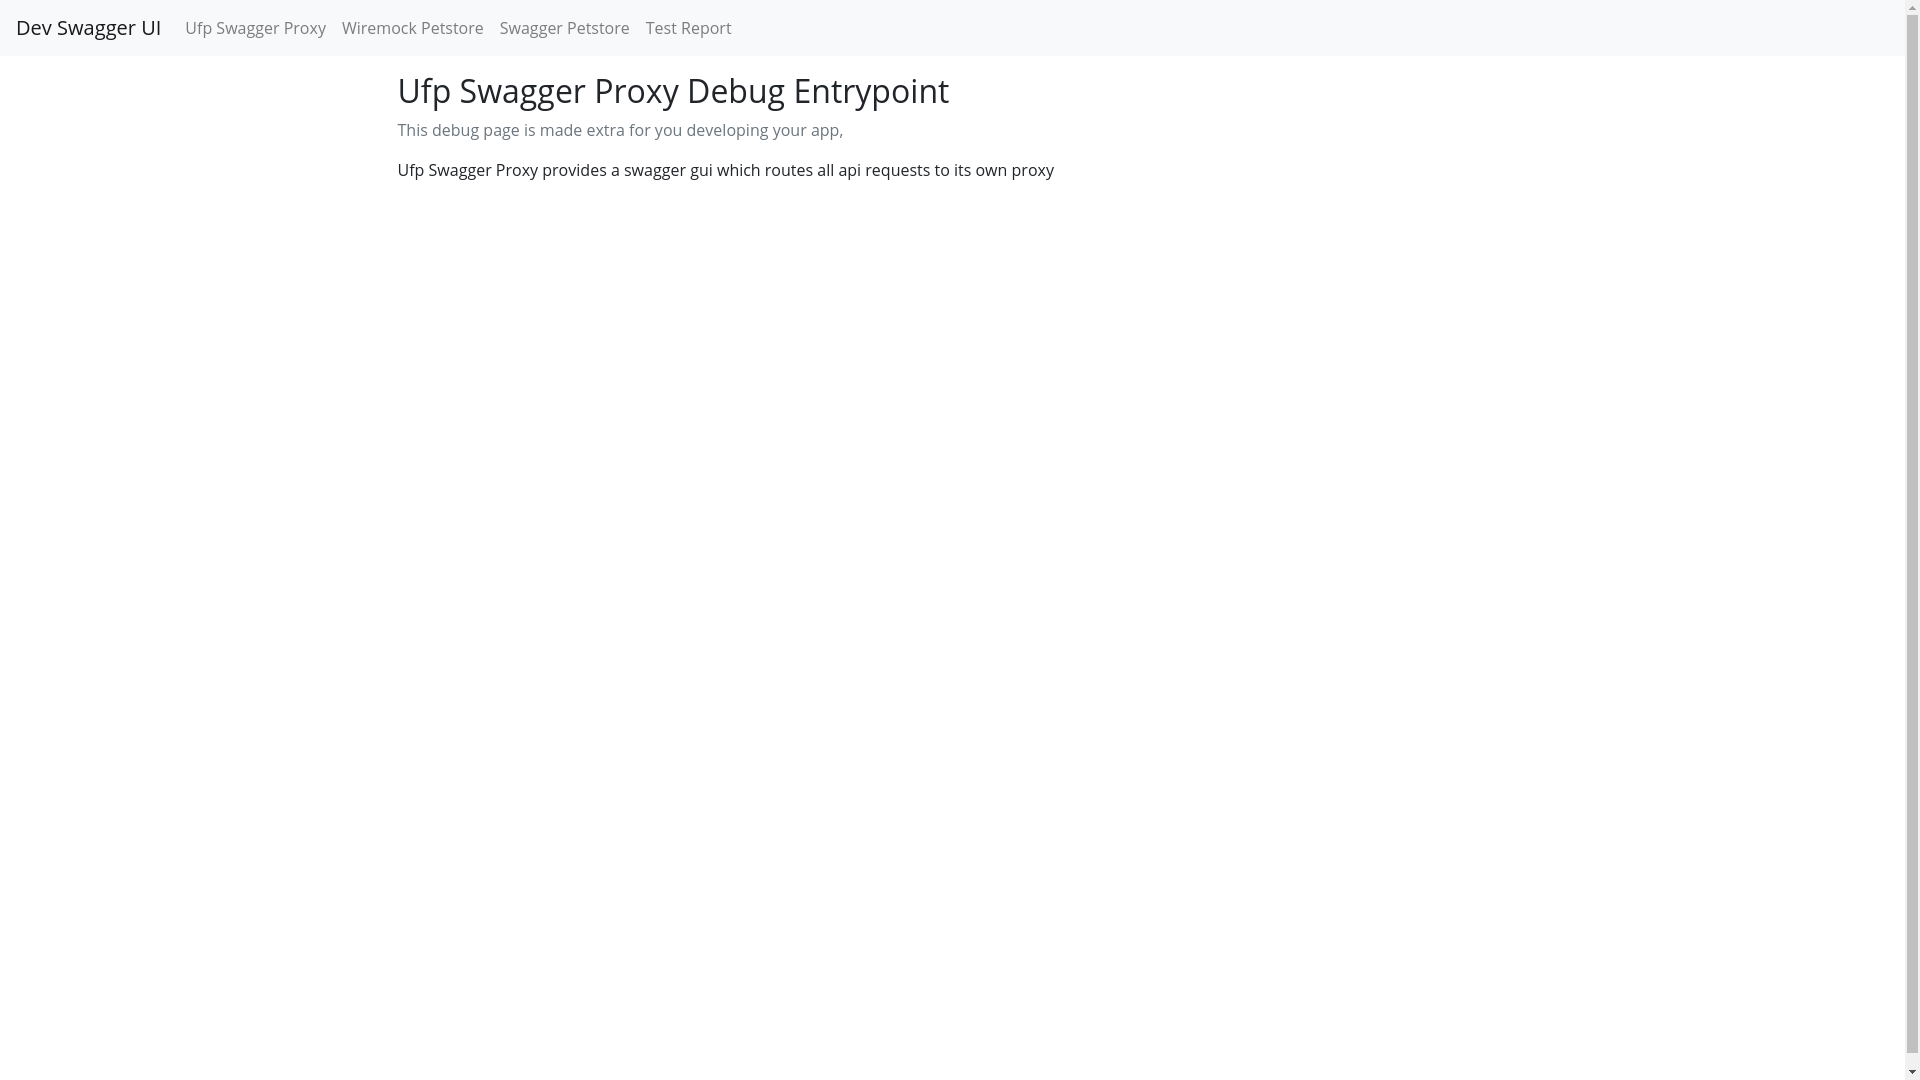 Dev Swagger UI Ufp Swagger Proxy Wiremock Petstore Swagger Petstore Test Report
Ufp Swagger Proxy Debug Entrypoint
This debug page is made extra for you developing your app,
Ufp Swagger Proxy provides a swagger gui which routes all api requests to its own proxy